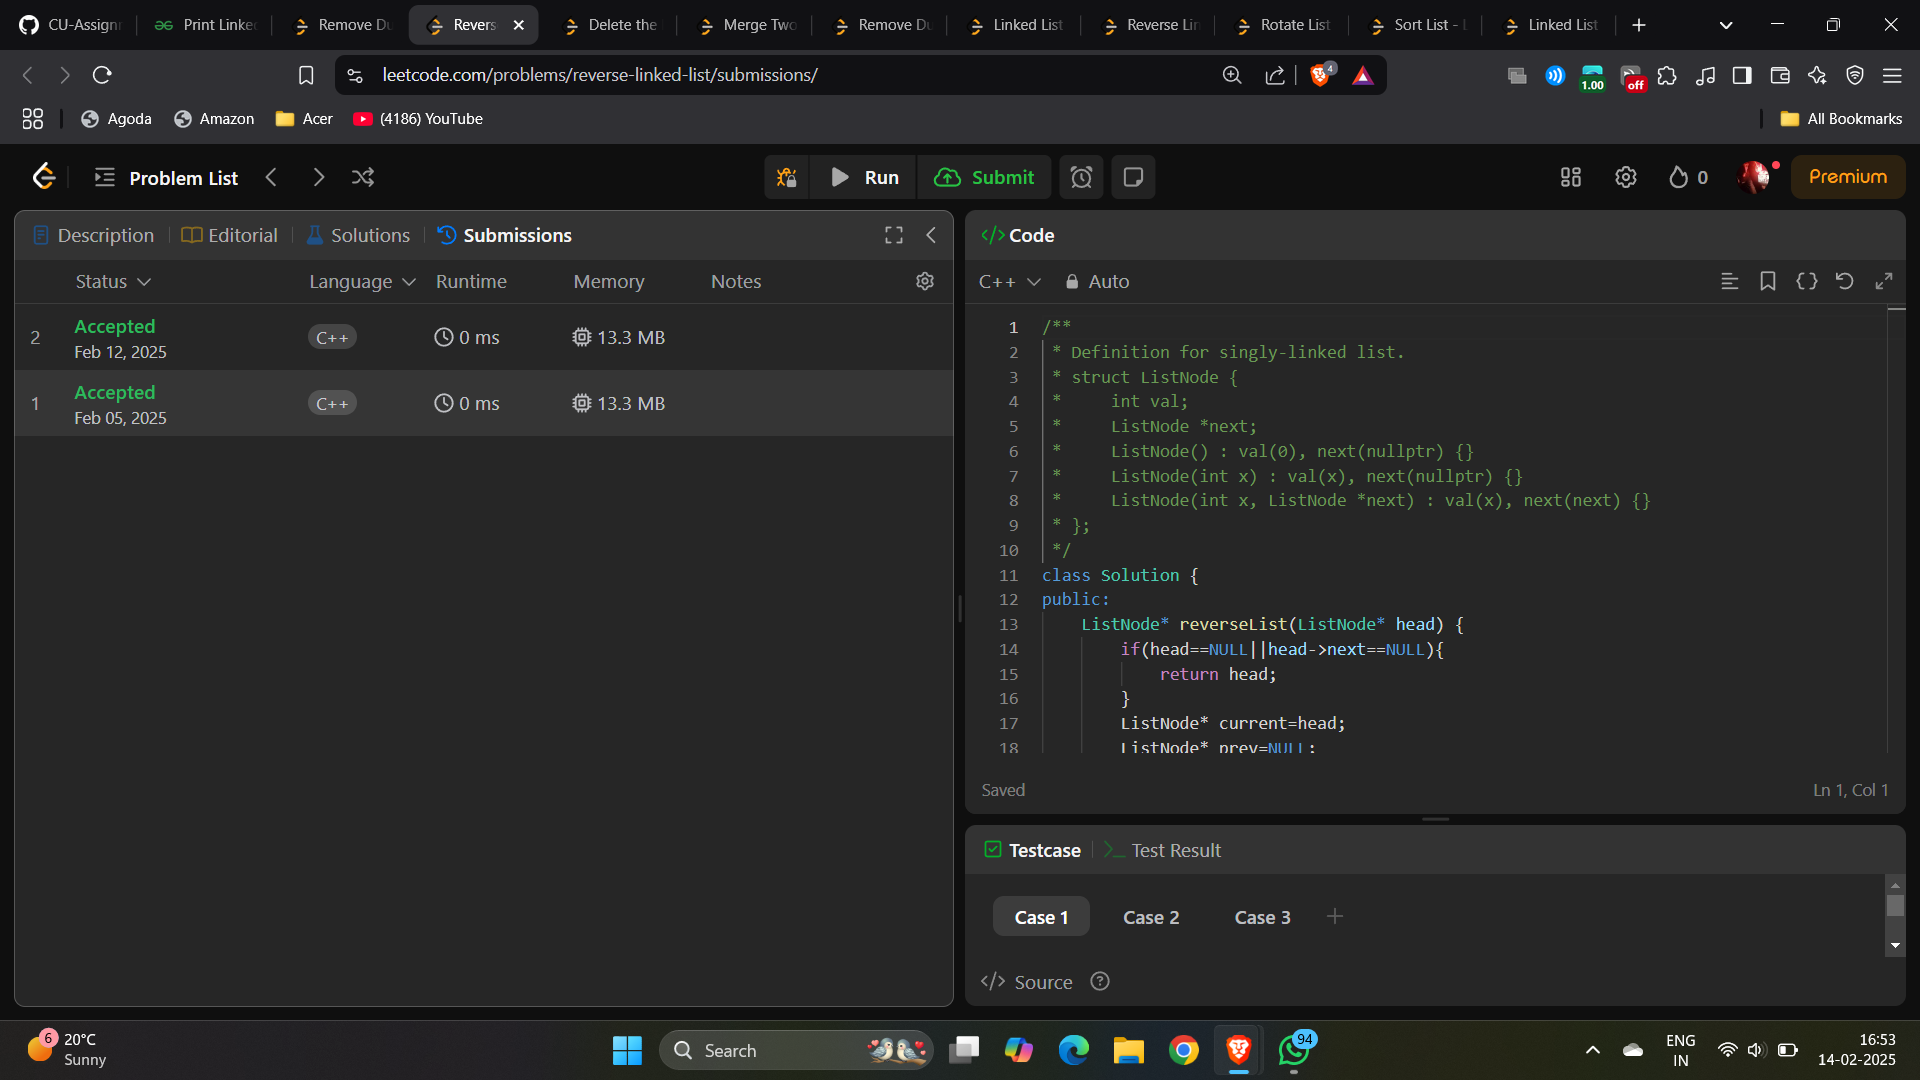 CU-Assign
Print Linke
Remove Du
Revers
Delete the
Merge Two
Remove Du
Linked List
Reverse Lin
Rotate List
Sort List - L
Linked List
leetcode.com/problems/reverse-linked-list/submissions/
4
1.00
off
Agoda
Amazon
Acer
(4186) YouTube
All Bookmarks
Problem List
Run
Submit
0
Premium
Description
Editorial
Solutions
Submissions
Status
Language
Runtime
Memory
Notes
2
Accepted
Feb 12, 2025
C++
0 ms
13.3 MB
1
Accepted
Feb 05, 2025
C++
0 ms
13.3 MB
</> Code
C++
Auto
1 /**
2 * Definition for singly-linked list.
3 * struct ListNode {
4 *     int val;
5 *     ListNode *next;
6 *     ListNode() : val(0), next(nullptr) {}
7 *     ListNode(int x) : val(x), next(nullptr) {}
8 *     ListNode(int x, ListNode *next) : val(x), next(next) {}
9 * };
10 */
11 class Solution {
12 public:
13     ListNode* reverseList(ListNode* head) {
14         if(head==NULL||head->next==NULL){
15             return head;
16         }
17         ListNode* current=head;
18         ListNode* prev=NULL;
Saved
Ln 1, Col 1
Testcase
Test Result
Case 1
Case 2
Case 3
</> Source
6
20°C
Sunny
Search
94
ENG
IN
16:53
14-02-2025